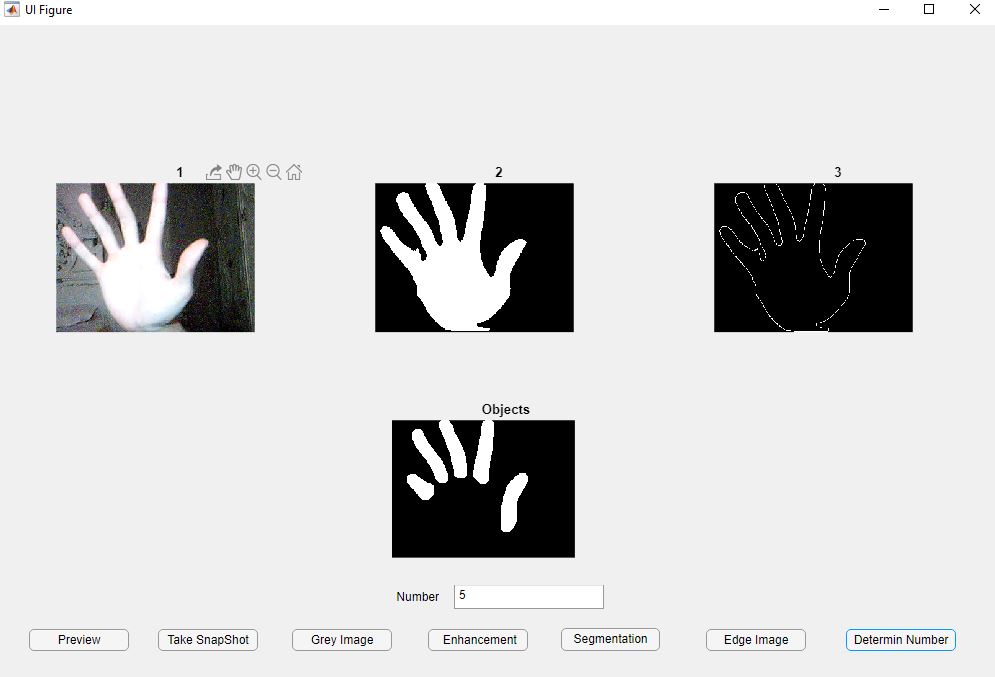 UI Figure
1
2
3
Objects
Number 5
Preview
Take SnapShot
Grey Image
Enhancement
Segmentation
Edge Image
Determin Number